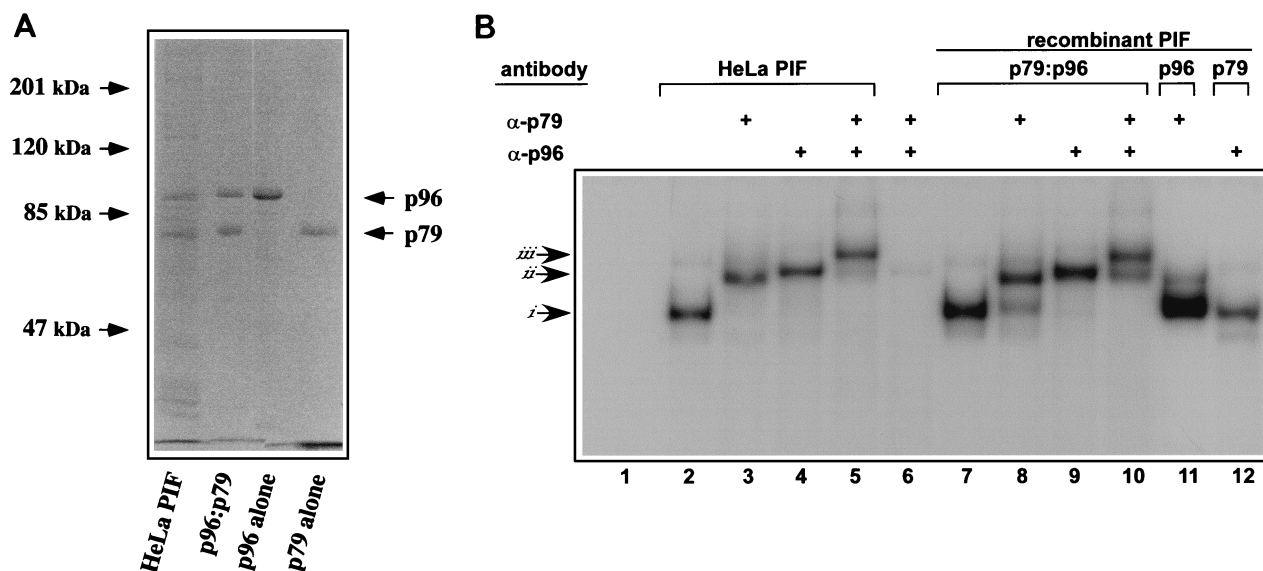 A
201 kDa
120 kDa
85 kDa
47 kDa
p96
p79
HeLa PIF
p96:p79
p96 alone
p79 alone
B
recombinant PIF
antibody
HeLa PIF
p79:p96
p96
p79
α-p79 + + + + + +
α-p96 + + + + + +
iii
ii
i
1 2 3 4 5 6 7 8 9 10 11 12